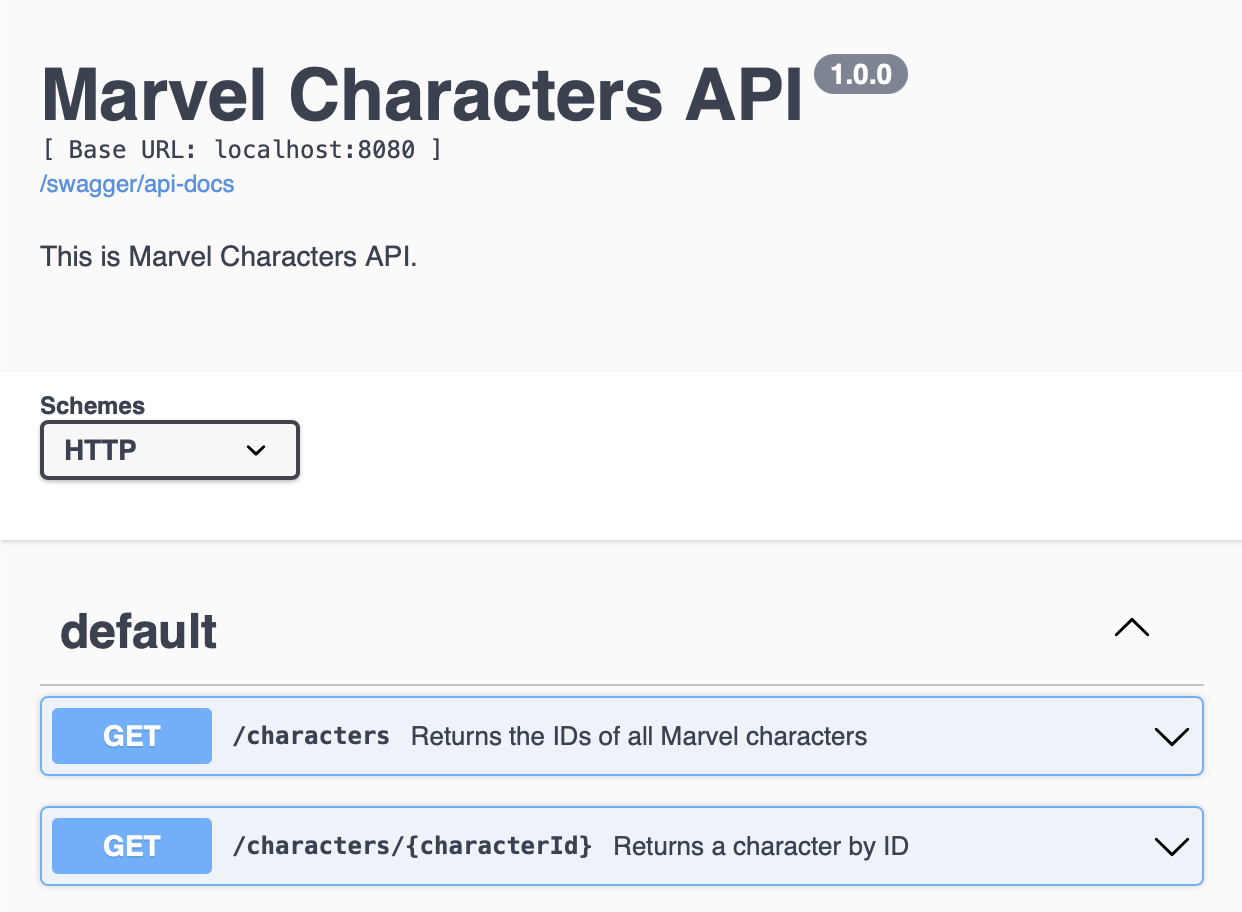 Marvel Characters API 1.0.0
[ Base URL: localhost:8080 ]
/swagger/api-docs
This is Marvel Characters API.
Schemes
HTTP
default
GET /characters Returns the IDs of all Marvel characters
GET /characters/{characterId} Returns a character by ID